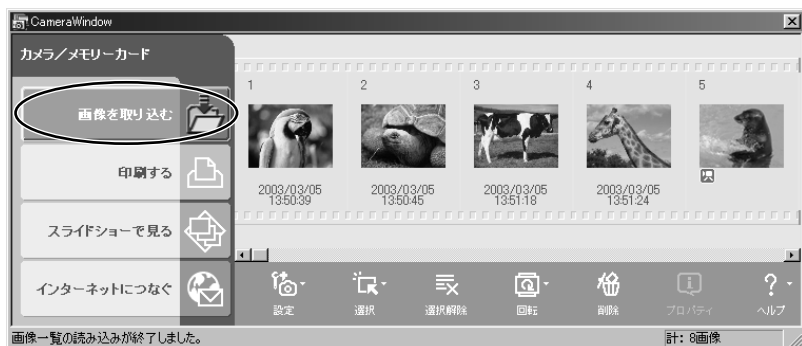 CameraWindow
カメラ/メモリーカード
画像を取り込む
印刷する
スライドショーで見る
インターネットにつなぐ
1 2 3 4 5
2003/03/05 2003/03/05 2003/03/05 2003/03/05
13:50:39 13:50:45 13:51:18 13:51:24
設定 選択 選択解除 回転 削除 プロパティ ヘルプ
画像一覧の読み込みが終了しました。 計: 8画像